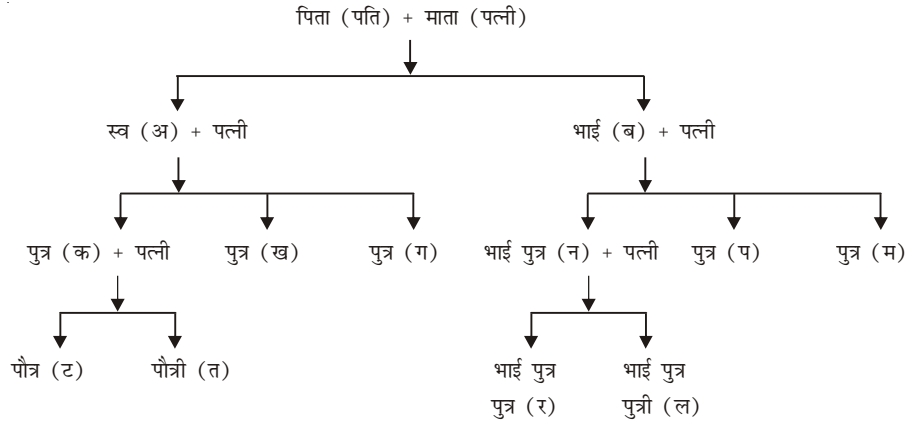 पिता (पति) + माता (पत्नी)
स्व (अ) + पत्नी
भाई (ब) + पत्नी
पुत्र (क) + पत्नी
पुत्र (ख)
पुत्र (ग)
भाई पुत्र (न) + पत्नी
पुत्र (प)
पुत्र (म)
पौत्र (ट)
पौत्री (त)
भाई पुत्र
पुत्र (र)
भाई पुत्र
पुत्री (ल)